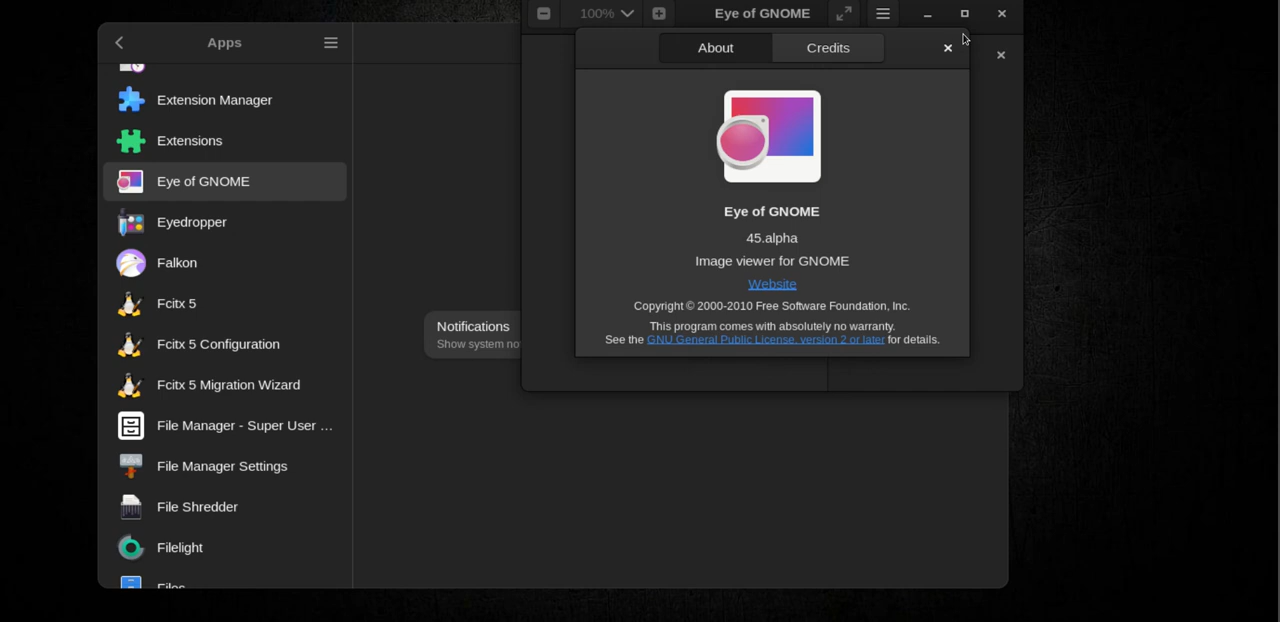 100%
Eye of GNOME
Apps
About
Credits
Extension Manager
Extensions
Eye of GNOME
Eyedropper
Falkon
Fcitx 5
Fcitx 5 Configuration
Fcitx 5 Migration Wizard
File Manager - Super User …
File Manager Settings
File Shredder
Filelight
Files
Notifications
Show system no
Eye of GNOME
45.alpha
Image viewer for GNOME
Website
Copyright © 2000-2010 Free Software Foundation, Inc.
This program comes with absolutely no warranty.
See the GNU General Public License, version 2 or later for details.